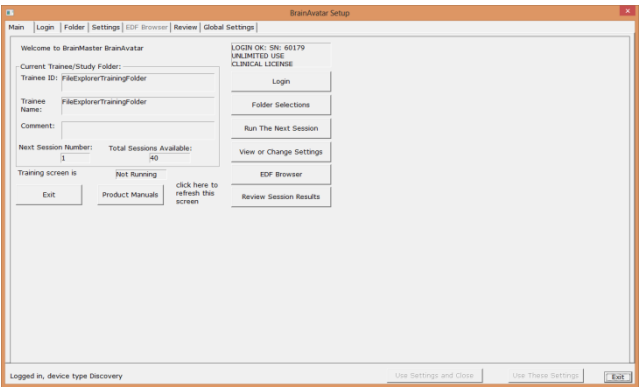 BrainAvatar Setup
x
Main Login Folder Settings EDF Browser Review Global Settings
Welcome to BrainMaster BrainAvatar
LOGIN OK: SN: 60179
UNLIMITED USE
CLINICAL LICENSE
Current Trainee/Study Folder:
Trainee ID: FileExplorerTrainingFolder
Trainee
Name:
FileExplorerTrainingFolder
Comment:
Next Session Number:
1
Total Sessions Available:
40
Training screen is Not Running
Exit
Product Manuals
click here to
refresh this
screen
Login
Folder Selections
Run The Next Session
View or Change Settings
EDF Browser
Review Session Results
Logged in, device type Discovery
Use Settings and Close
Use These Settings
Exit